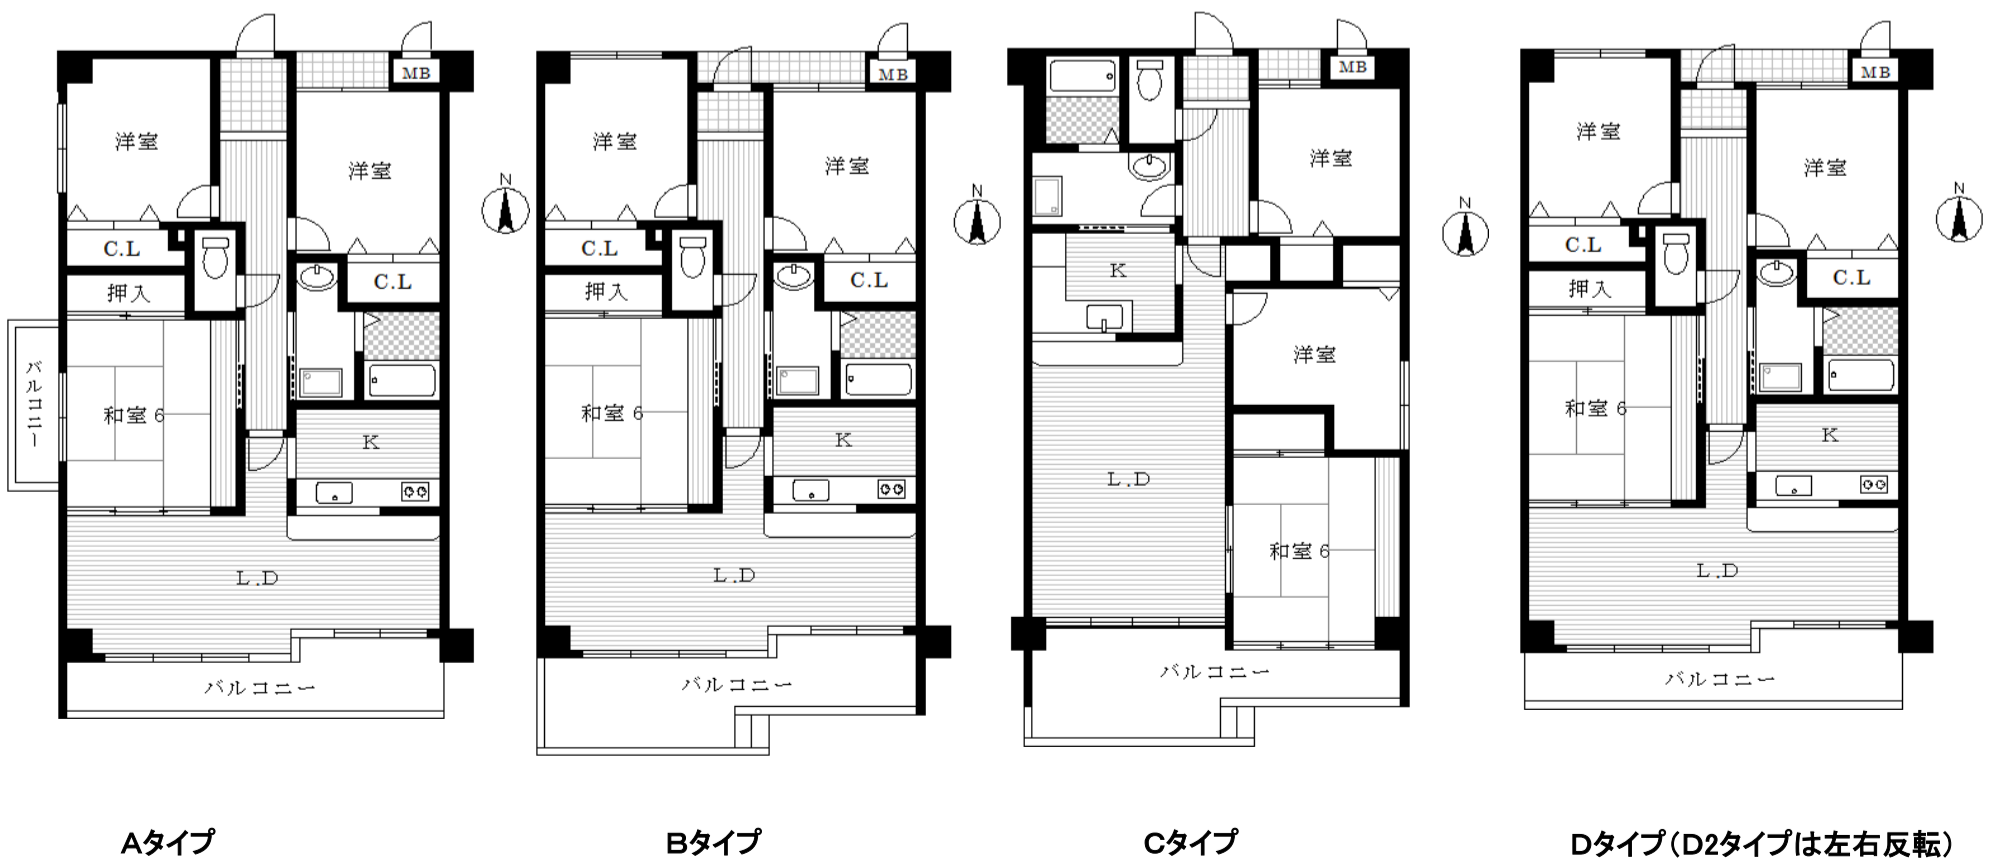 MB
洋室
洋室
C.L
C.L
押入
バルコニー
和室 6
K
L.D
バルコニー
Aタイプ
N
MB
洋室
洋室
C.L
C.L
押入
和室 6
K
L.D
バルコニー
Bタイプ
N
MB
洋室
K
洋室
L.D
和室 6
バルコニー
Cタイプ
N
MB
洋室
洋室
C.L
C.L
押入
和室 6
K
L.D
バルコニー
Dタイプ(D2タイプは左右反転)
N